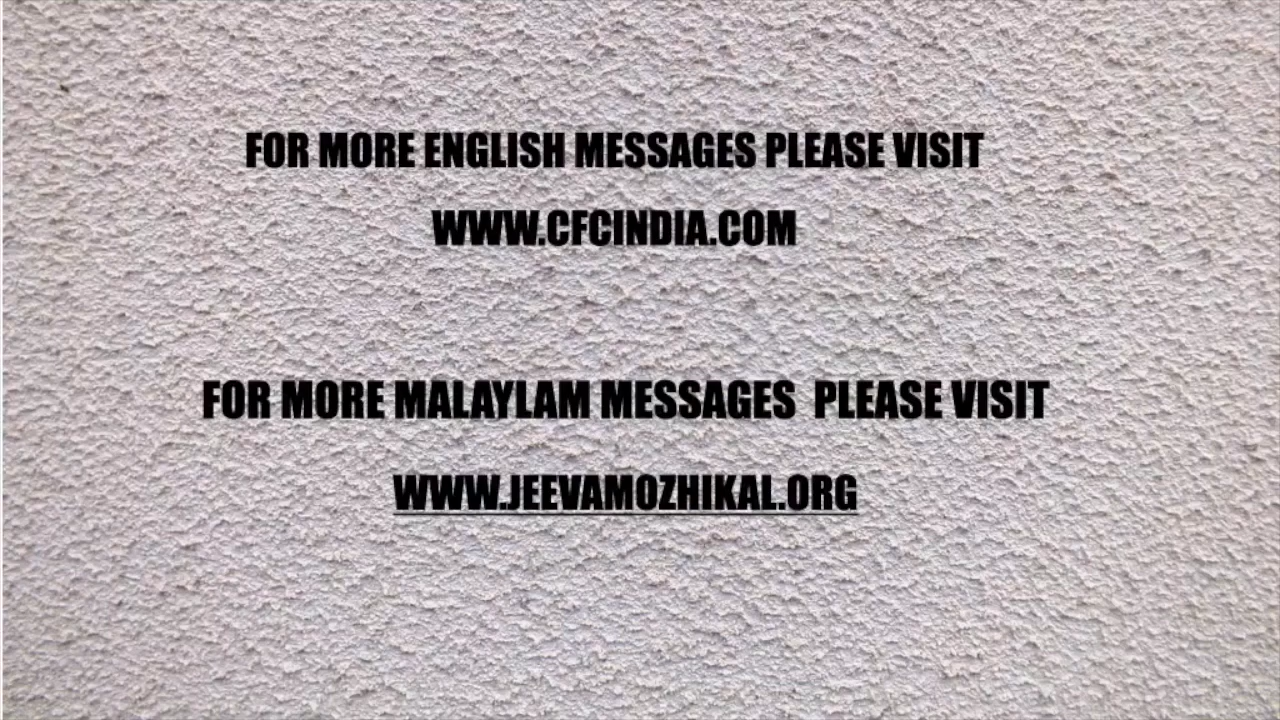 FOR MORE ENGLISH MESSAGES PLEASE VISIT
WWW.CFCINDIA.COM
FOR MORE MALAYLAM MESSAGES PLEASE VISIT
WWW.JEEVAMOZHIKAL.ORG